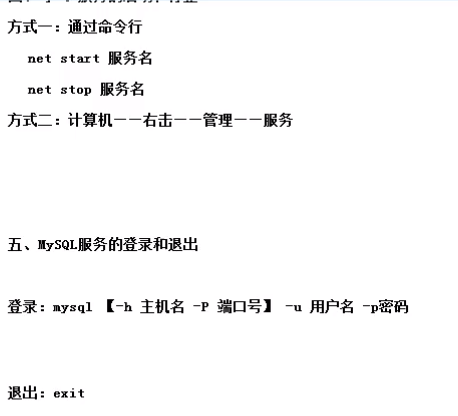 方式一：通过命令行
net start 服务名
net stop 服务名
方式二：计算机——右击——管理——服务
五、MySQL服务的登录和退出
登录：mysql 【-h 主机名 -P 端口号】 -u 用户名 -p密码
退出：exit